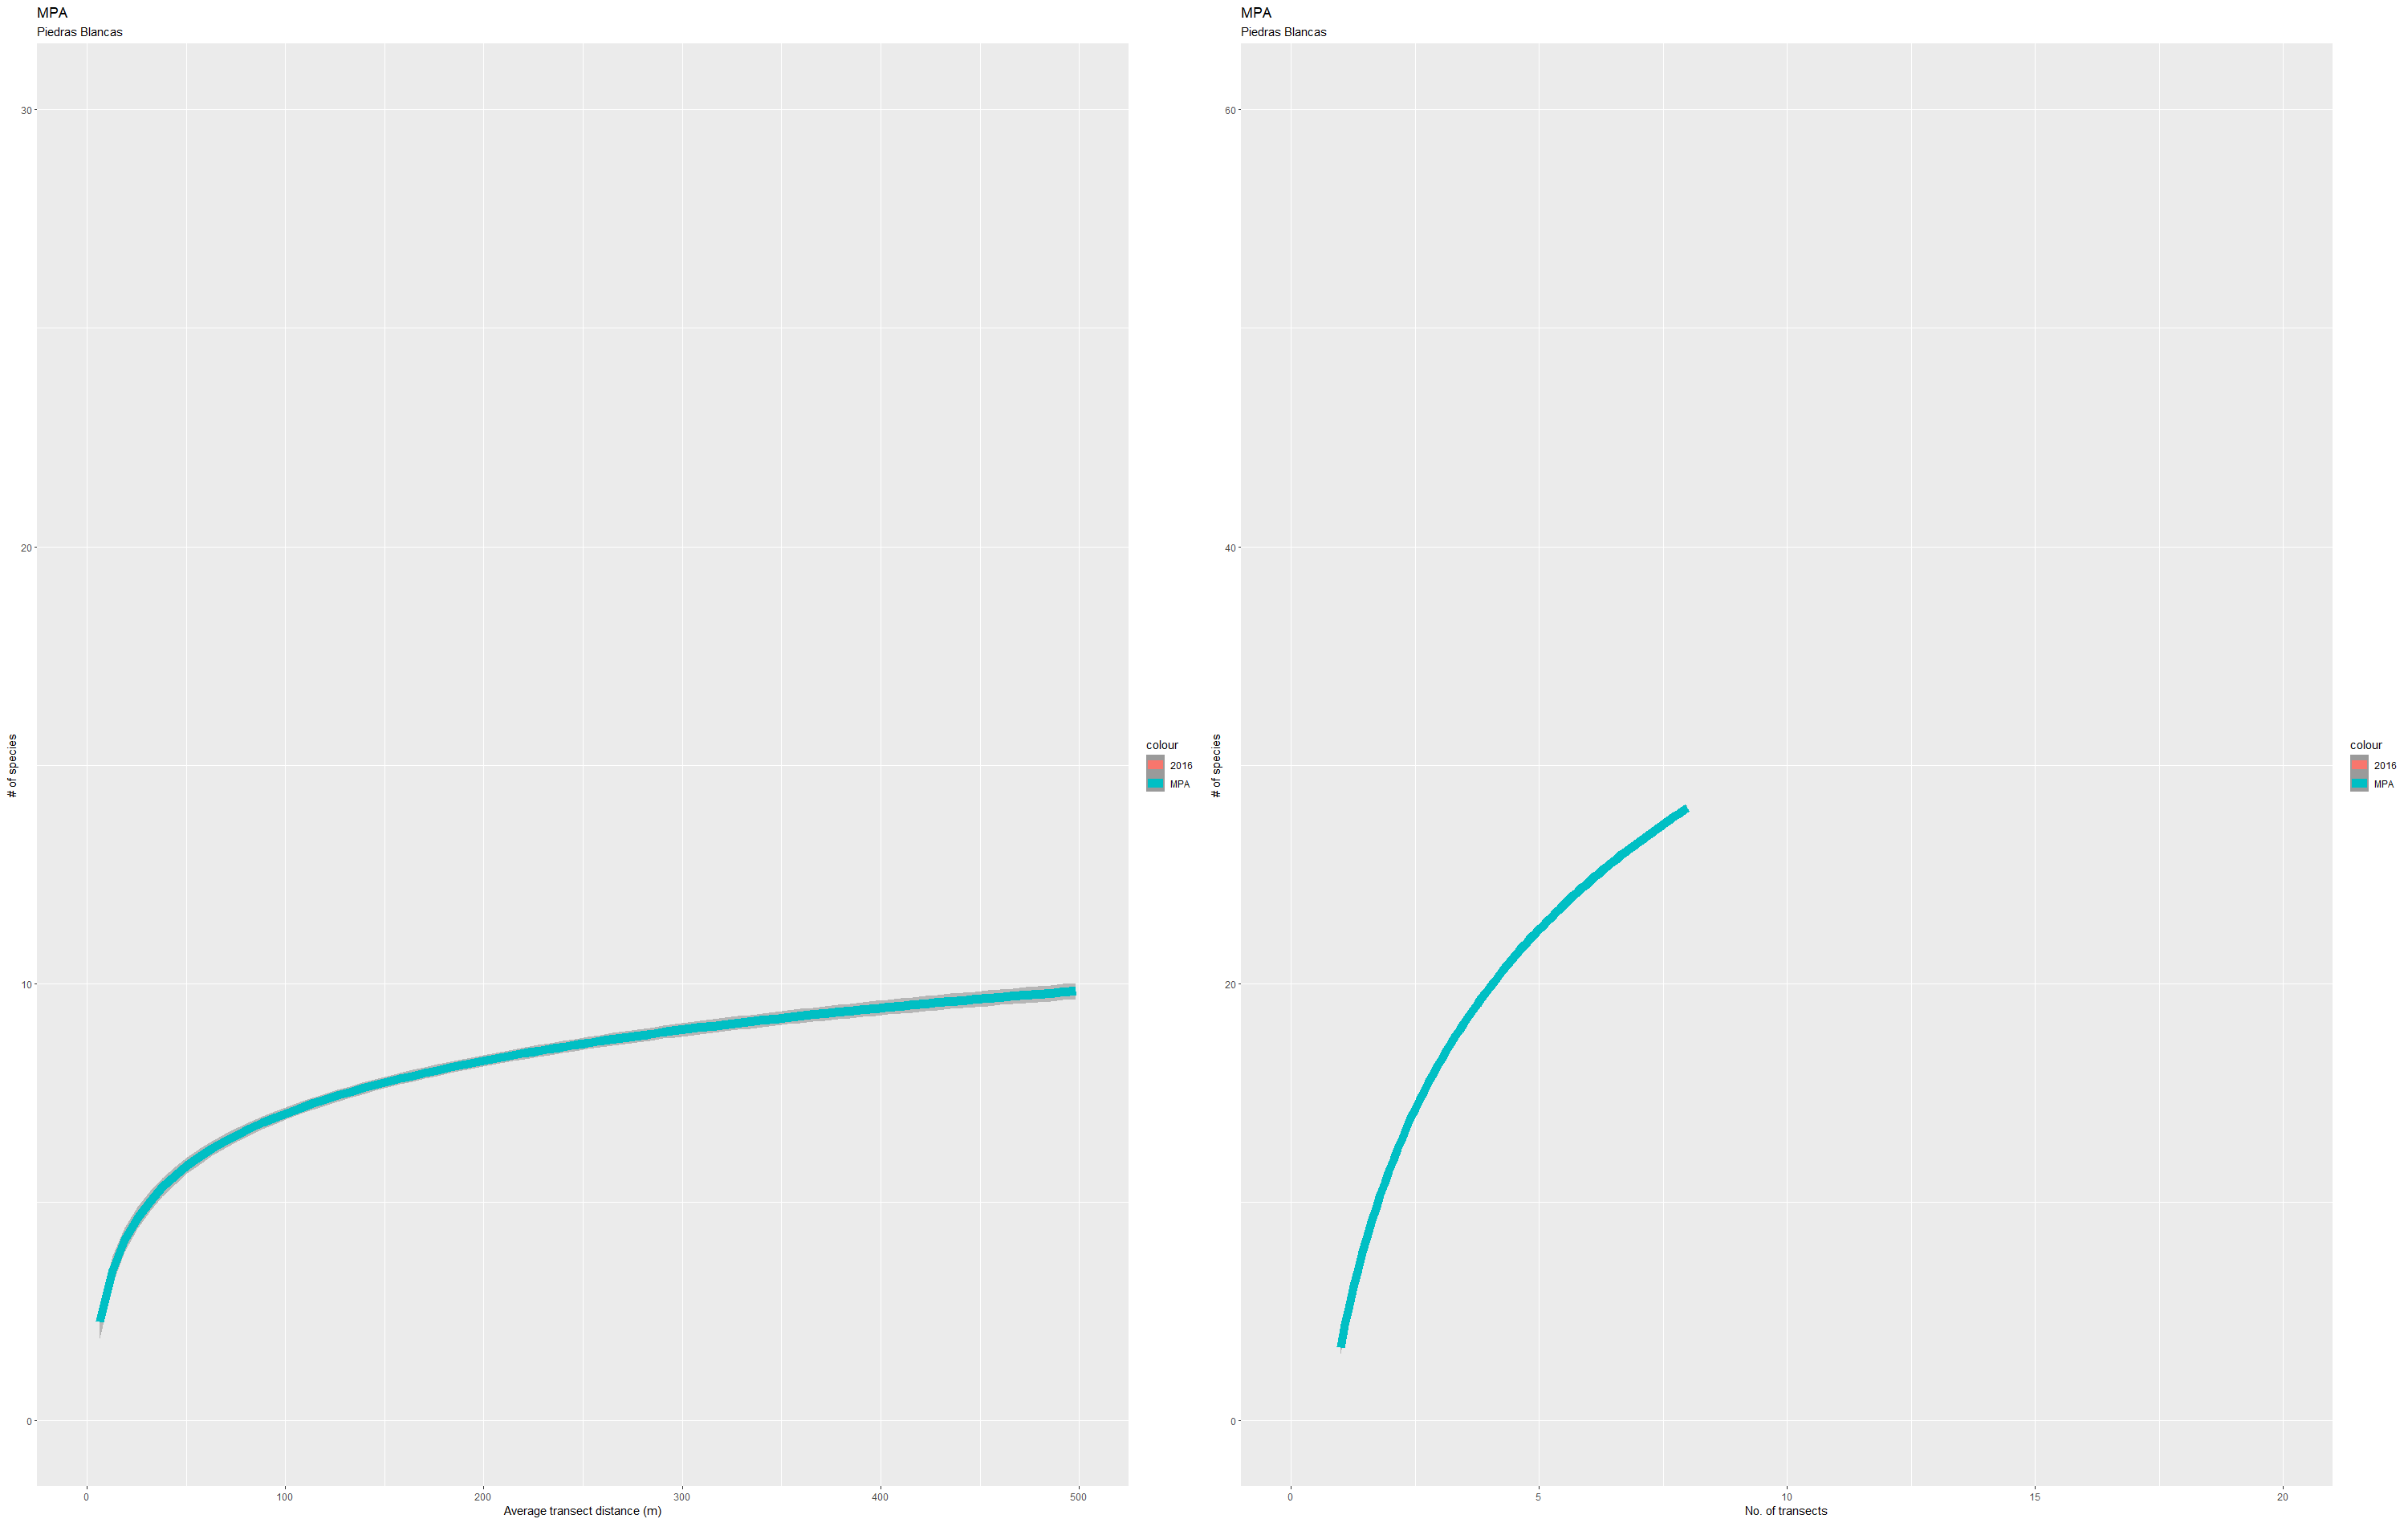 MPA
Piedras Blancas
30
20
10
0
# of species
0 100 200 300 400 500
Average transect distance (m)
colour
2016
MPA
MPA
Piedras Blancas
60
40
20
0
# of species
0 5 10 15 20
No. of transects
colour
2016
MPA